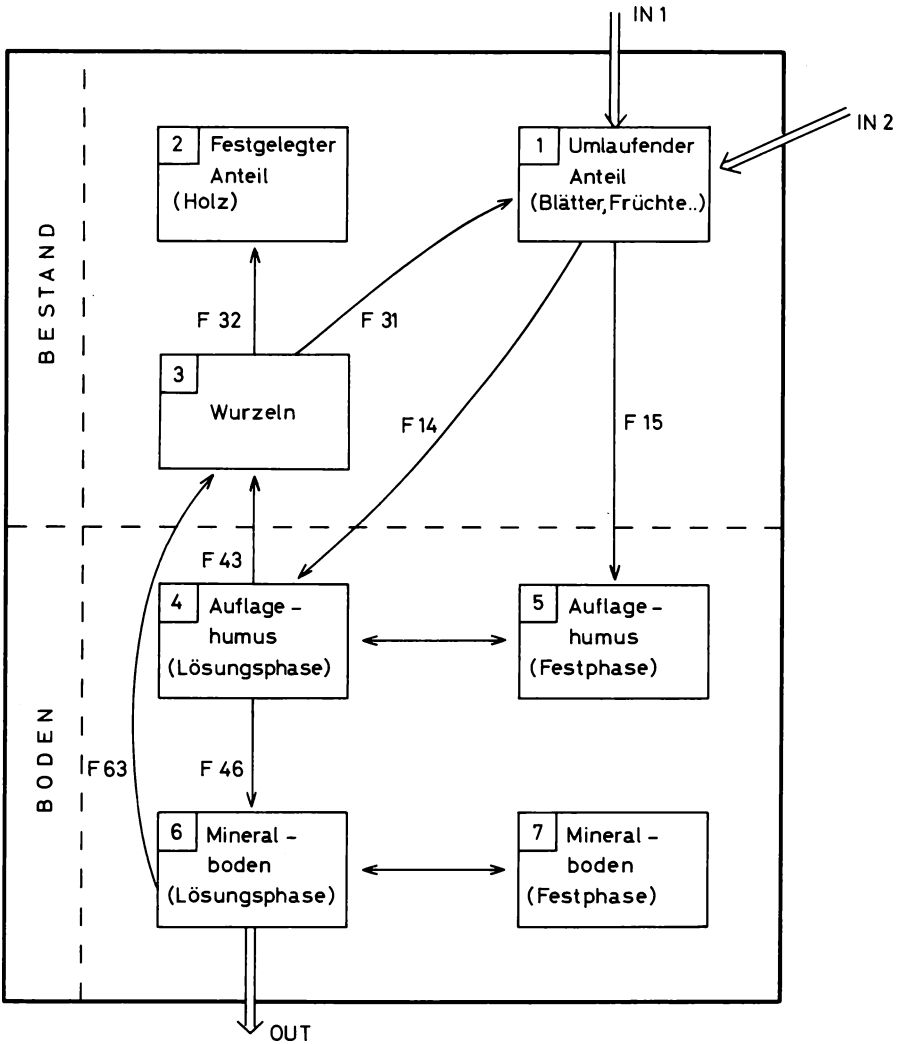 IN 1
IN 2
BESTAND
2 Festgelegter
Anteil
(Holz)
1 Umlaufender
Anteil
(Blätter, Früchte..)
F 32
F 31
3
Wurzeln
F 14
F 15
F 43
BODEN
4 Auflage-
humus
(Lösungsphase)
5 Auflage-
humus
(Festphase)
F 63
F 46
6 Mineral-
boden
(Lösungsphase)
7 Mineral-
boden
(Festphase)
OUT